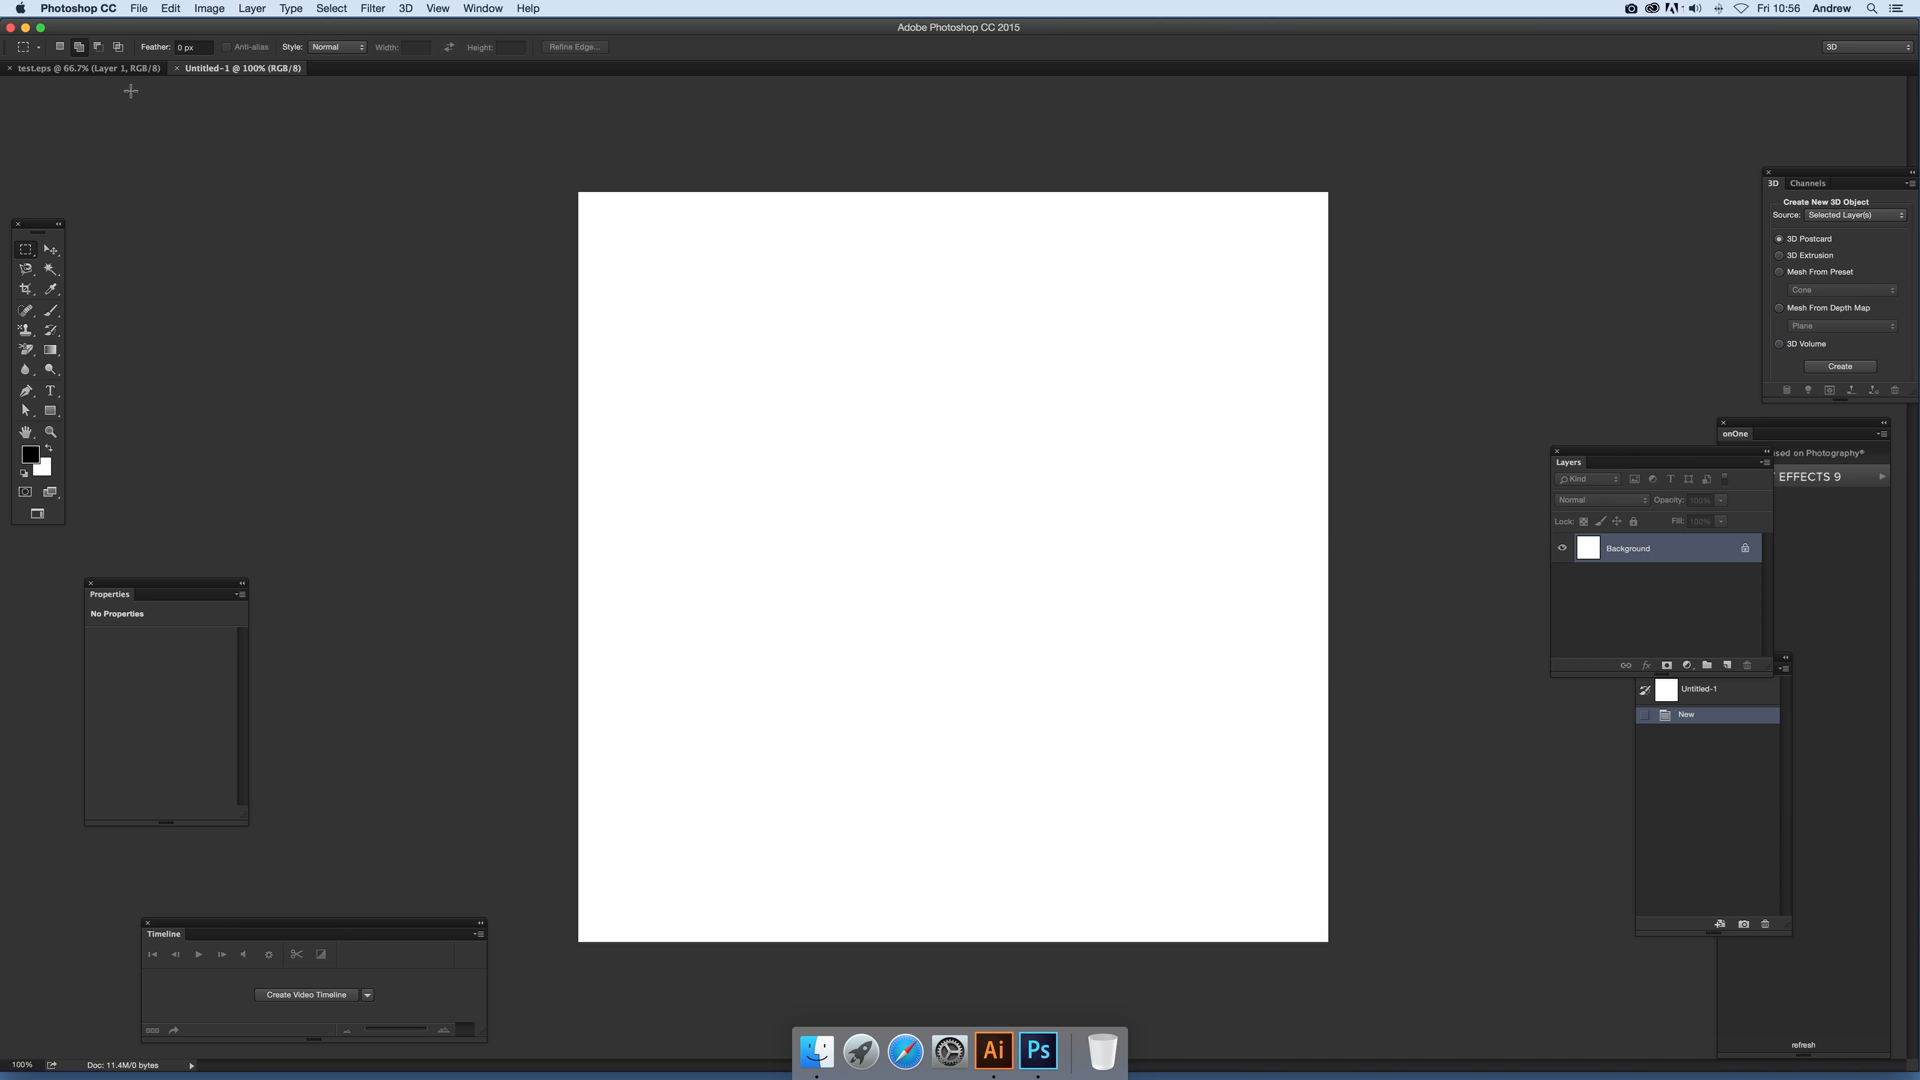 Photoshop CC File Edit Image Layer Type Select Filter 3D View Window Help Fri 10:56 Andrew
Adobe Photoshop CC 2015
Feather: 0 px Anti-alias Style: Normal Width: Height: Refine Edge... 3D
test.eps @ 66.7% (Layer 1, RGB/8) Untitled-1 @ 100% (RGB/8)
3D Channels
Create New 3D Object
Source: Selected Layer(s)
3D Postcard
3D Extrusion
Mesh From Preset
Cone
Mesh From Depth Map
Plane
3D Volume
Create
onOne
sed on Photography®
EFFECTS 9
Layers
Kind
Normal Opacity: 100%
Lock: Fill: 100%
Background
Untitled-1
New
Properties
No Properties
Timeline
Create Video Timeline
Ai Ps
refresh
100% Doc: 11.4M/0 bytes